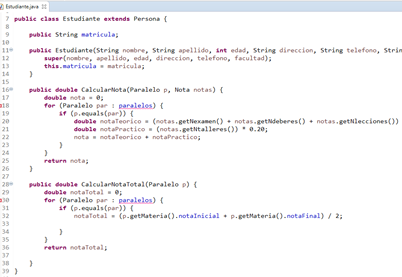 Estudiante.java
7 public class Estudiante extends Persona {
8
9 public String matricula;
10
11 public Estudiante(String nombre, String apellido, int edad, String direccion, String telefono, Strin
12 super(nombre, apellido, edad, direccion, telefono, facultad);
13 this.matricula = matricula;
14 }
15
16 public double CalcularNota(Paralelo p, Nota notas) {
17 double nota = 0;
18 for (Paralelo par : paralelos) {
19 if (p.equals(par)) {
20 double notaTeorico = (notas.getNexamen() + notas.getNdeberes() + notas.getNlecciones())
21 double notaPractico = (notas.getNtalleres()) * 0.20;
22 nota = notaTeorico + notaPractico;
23 }
24 }
25 return nota;
26 }
27
28 public double CalcularNotaTotal(Paralelo p) {
29 double notaTotal = 0;
30 for (Paralelo par : paralelos) {
31 if (p.equals(par)) {
32 notaTotal = (p.getMateria().notaInicial + p.getMateria().notaFinal) / 2;
33
34 }
35 }
36 return notaTotal;
37
38 }
39 }